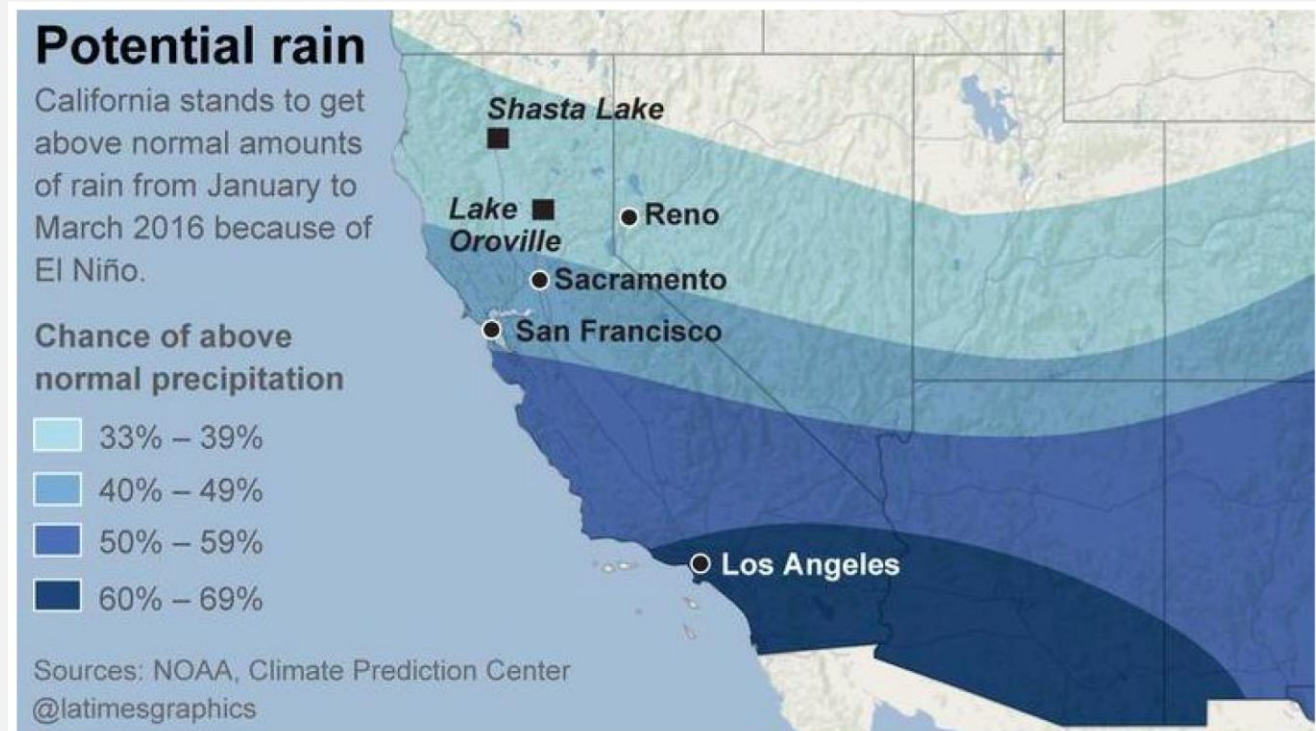 Potential rain
California stands to get
above normal amounts
of rain from January to
March 2016 because of
El Niño.
Chance of above
normal precipitation
33% – 39%
40% – 49%
50% – 59%
60% – 69%
Sources: NOAA, Climate Prediction Center
@latimesgraphics
Shasta Lake
Lake
Oroville
Reno
Sacramento
San Francisco
Los Angeles